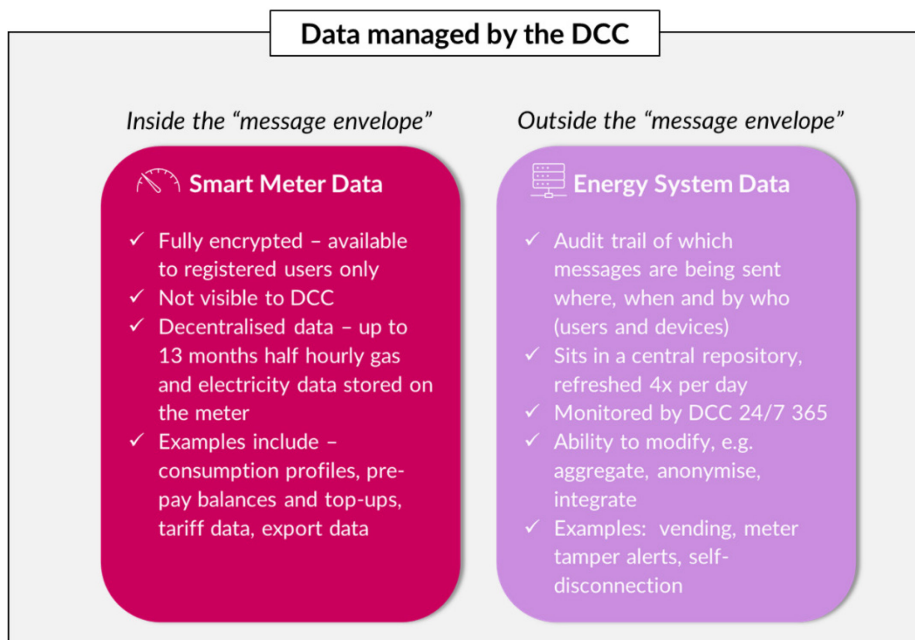 Data managed by the DCC
Inside the “message envelope”
Smart Meter Data
✓ Fully encrypted – available
to registered users only
✓ Not visible to DCC
✓ Decentralised data – up to
13 months half hourly gas
and electricity data stored on
the meter
✓ Examples include –
consumption profiles, pre-
pay balances and top-ups,
tariff data, export data
Outside the “message envelope”
Energy System Data
✓ Audit trail of which
messages are being sent
where, when and by who
(users and devices)
✓ Sits in a central repository,
refreshed 4x per day
✓ Monitored by DCC 24/7 365
✓ Ability to modify, e.g.
aggregate, anonymise,
integrate
✓ Examples: vending, meter
tamper alerts, self-
disconnection